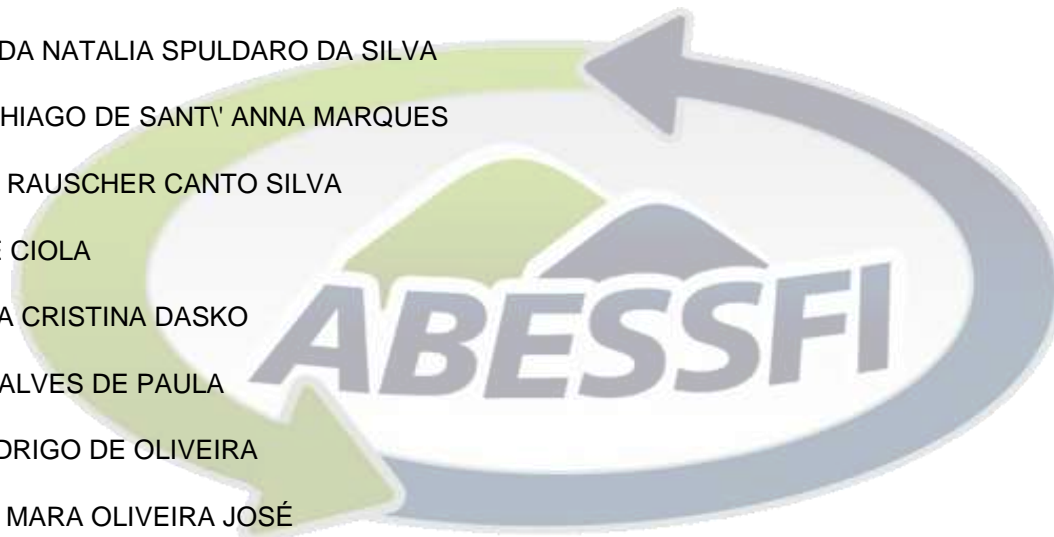 DA NATALIA SPULDARO DA SILVA
HIAGO DE SANT\' ANNA MARQUES
RAUSCHER CANTO SILVA
E CIOLA
A CRISTINA DASKO
ALVES DE PAULA
DRIGO DE OLIVEIRA
MARA OLIVEIRA JOSÉ
ABESSFI